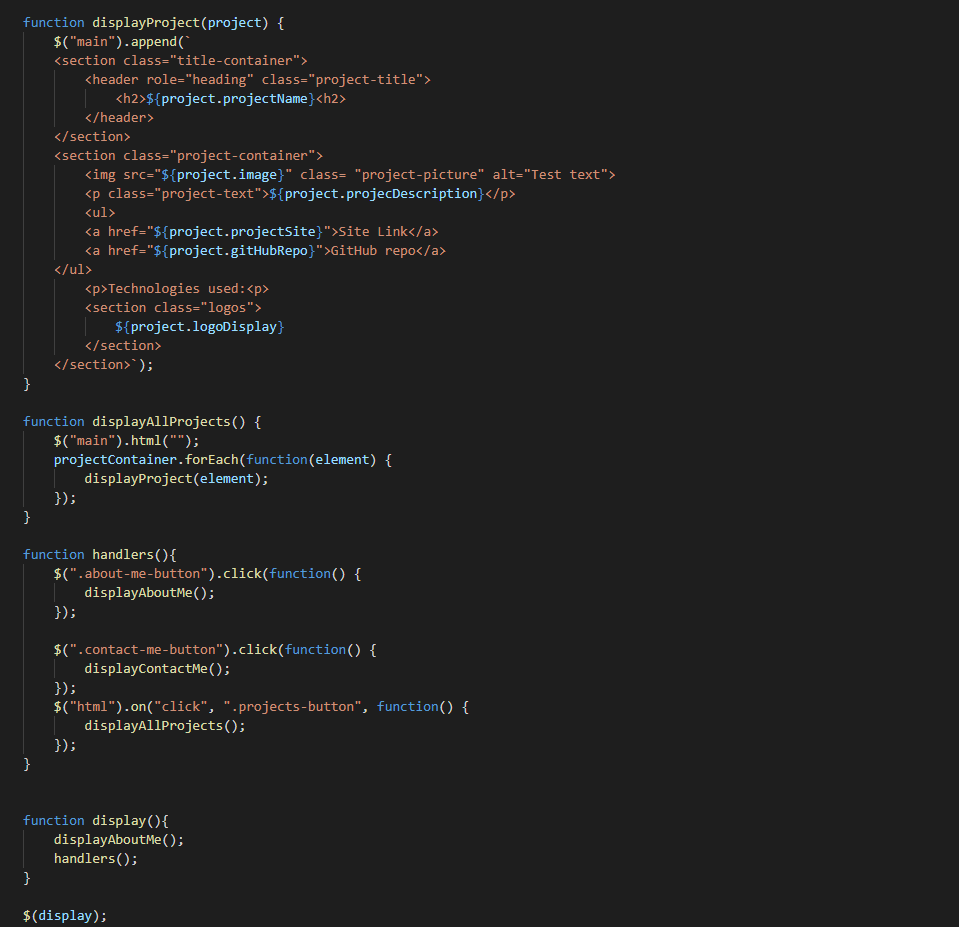 function displayProject(project) {
    $("main").append(`
    <section class="title-container">
        <header role="heading" class="project-title">
            <h2>${project.projectName}<h2>
        </header>
    </section>
    <section class="project-container">
        <img src="${project.image}" class= "project-picture" alt="Test text">
        <p class="project-text">${project.projecDescription}</p>
        <ul>
        <a href="${project.projectSite}">Site Link</a>
        <a href="${project.gitHubRepo}">GitHub repo</a>
    </ul>
        <p>Technologies used:<p>
        <section class="logos">
            ${project.logoDisplay}
        </section>
    </section>`);
}

function displayAllProjects() {
    $("main").html("");
    projectContainer.forEach(function(element) {
        displayProject(element);
    });
}

function handlers(){
    $(".about-me-button").click(function() {
        displayAboutMe();
    });

    $(".contact-me-button").click(function() {
        displayContactMe();
    });
    $("html").on("click", ".projects-button", function() {
        displayAllProjects();
    });
}


function display(){
    displayAboutMe();
    handlers();
}

$(display);